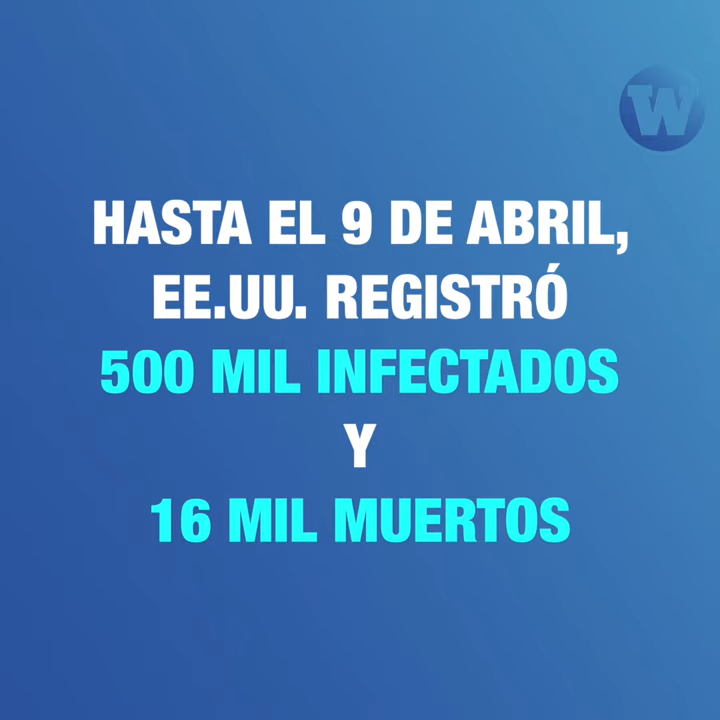 W
HASTA EL 9 DE ABRIL,
EE.UU. REGISTRÓ
500 MIL INFECTADOS
Y
16 MIL MUERTOS